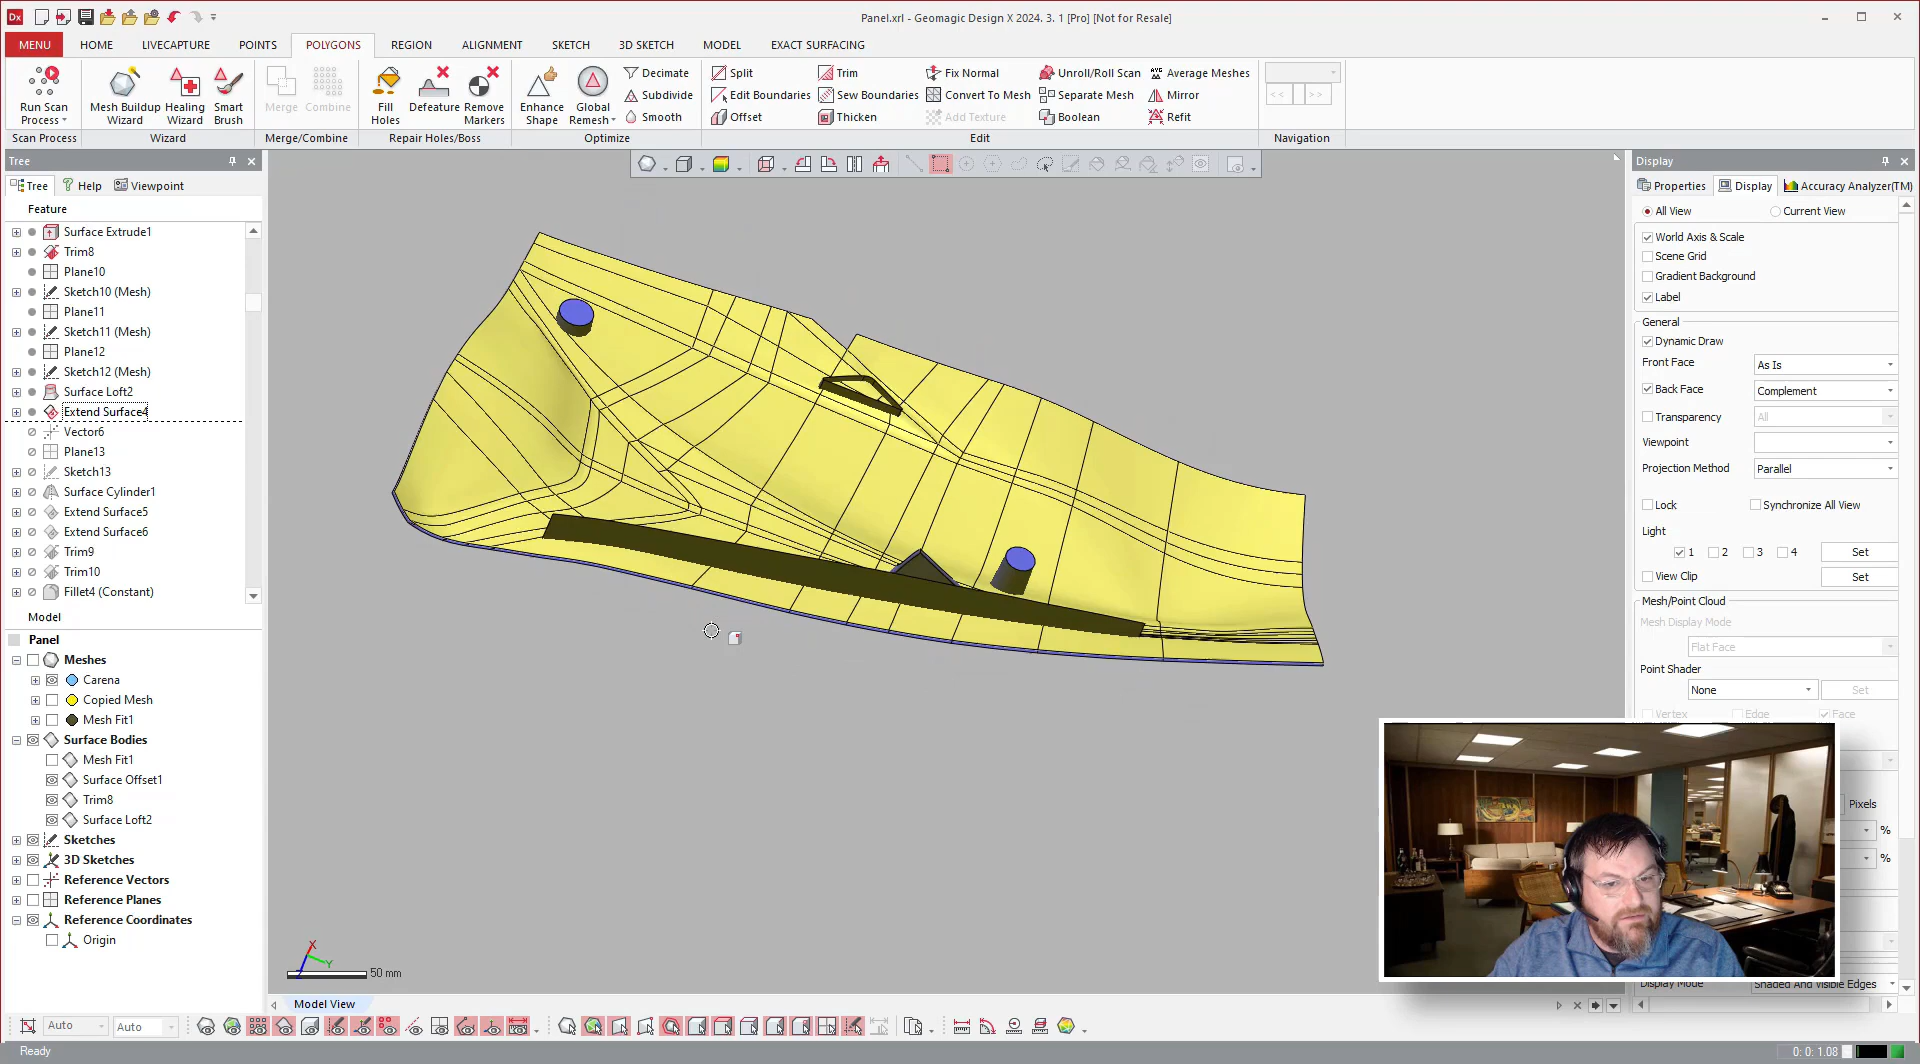 Panel.xrl - Geomagic Design X 2024. 3. 1 [Pro] [Not for Resale]
MENU HOME LIVECAPTURE POINTS POLYGONS REGION ALIGNMENT SKETCH 3D SKETCH MODEL EXACT SURFACING
Run Scan Process
Mesh Buildup Wizard
Healing Wizard
Smart Brush
Merge
Combine
Fill Holes
Defeature
Remove Markers
Enhance Shape
Global Remesh
Decimate
Subdivide
Smooth
Split
Edit Boundaries
Offset
Trim
Sew Boundaries
Thicken
Fix Normal
Convert To Mesh
Add Texture
Unroll/Roll Scan
Separate Mesh
Boolean
Average Meshes
Mirror
Refit
<< >>
Scan Process Wizard Merge/Combine Repair Holes/Boss Optimize Edit Navigation
Tree
Tree Help Viewpoint
Feature
Surface Extrude1
Trim8
Plane10
Sketch10 (Mesh)
Plane11
Sketch11 (Mesh)
Plane12
Sketch12 (Mesh)
Surface Loft2
Extend Surface4
Vector6
Plane13
Sketch13
Surface Cylinder1
Extend Surface5
Extend Surface6
Trim9
Trim10
Fillet4 (Constant)
Model
Panel
Meshes
Carena
Copied Mesh
Mesh Fit1
Surface Bodies
Mesh Fit1
Surface Offset1
Trim8
Surface Loft2
Sketches
3D Sketches
Reference Vectors
Reference Planes
Reference Coordinates
Origin
X
Y
50 mm
Model View
Display
Properties Display Accuracy Analyzer(TM)
All View Current View
World Axis & Scale
Scene Grid
Gradient Background
Label
General
Dynamic Draw
Front Face As Is
Back Face Complement
Transparency All
Viewpoint
Projection Method Parallel
Lock Synchronize All View
Light
1 2 3 4 Set
View Clip Set
Mesh/Point Cloud
Mesh Display Mode
Flat Face
Point Shader
None Set
Vertex Edge Face
Pixels
%
%
Display Mode Shaded And Visible Edges
Auto Auto
Ready
0: 0: 1.08